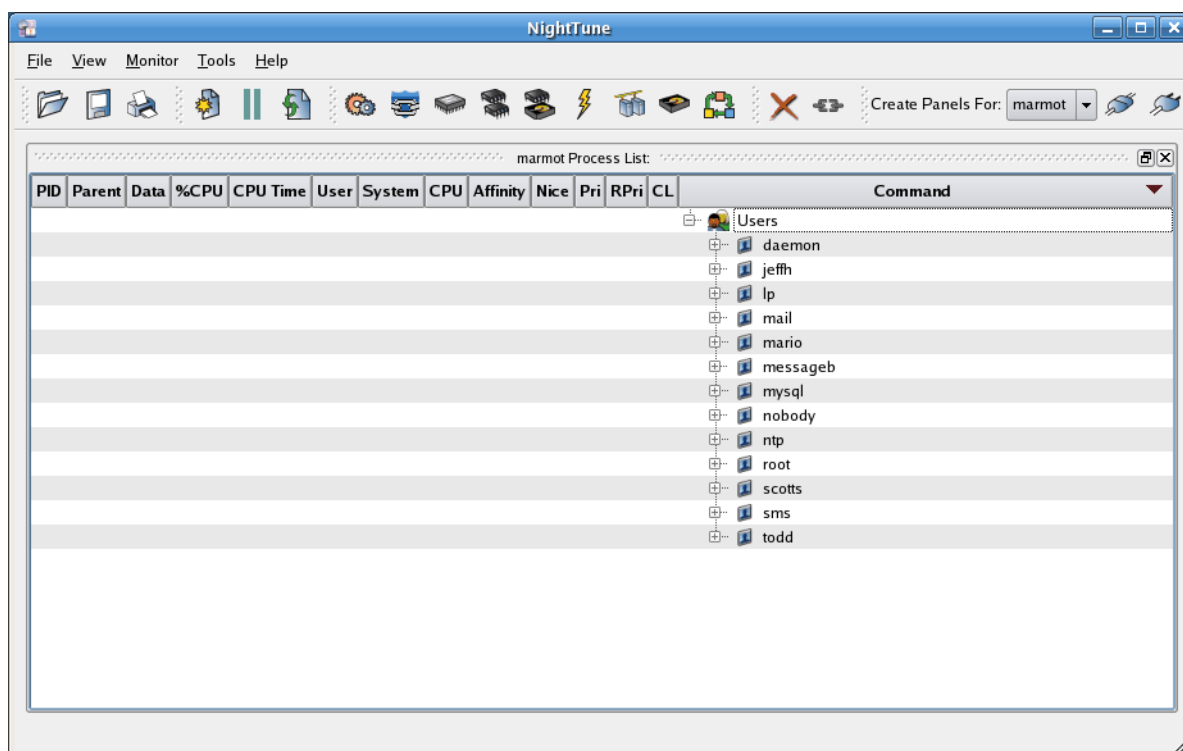 NightTune
File View Monitor Tools Help
Create Panels For: marmot
marmot Process List:
PID Parent Data %CPU CPU Time User System CPU Affinity Nice Pri RPri CL Command
Users
daemon
jeffh
lp
mail
mario
messageb
mysql
nobody
ntp
root
scotts
sms
todd